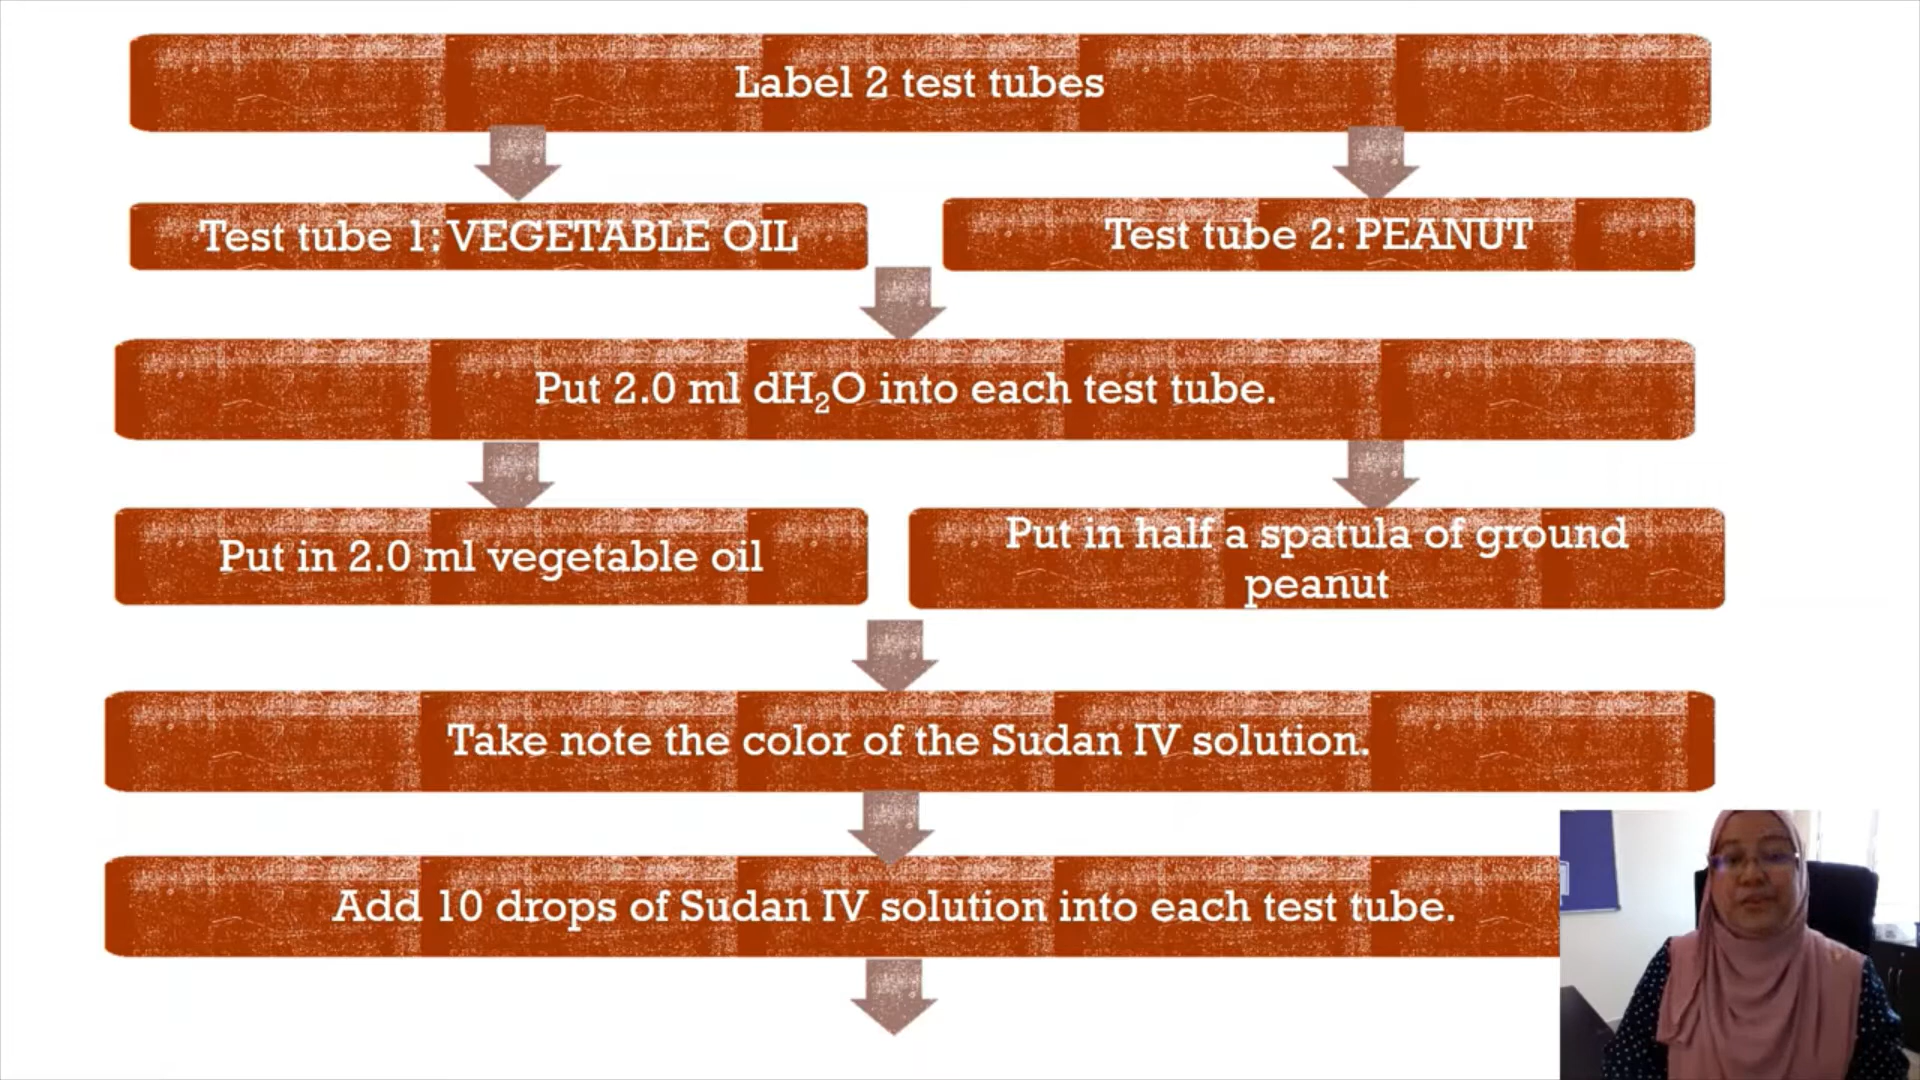 Label 2 test tubes
Test tube 1: VEGETABLE OIL
Test tube 2: PEANUT
Put 2.0 ml dH₂O into each test tube.
Put in 2.0 ml vegetable oil
Put in half a spatula of ground
peanut
Take note the color of the Sudan IV solution.
Add 10 drops of Sudan IV solution into each test tube.